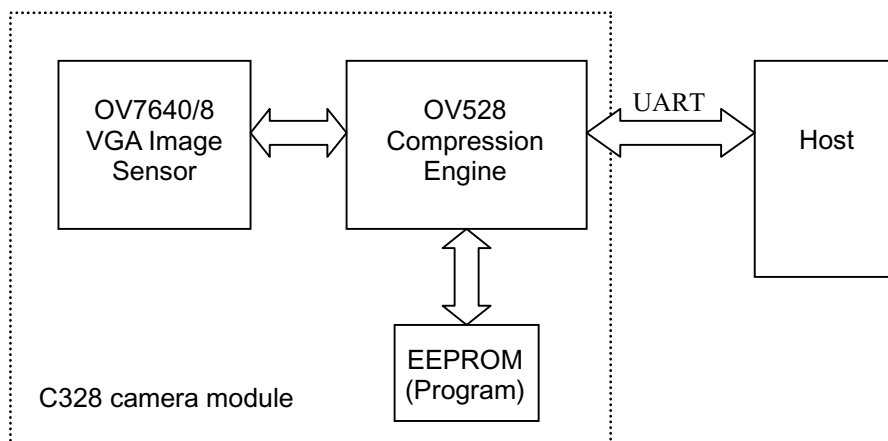 OV7640/8
VGA Image
Sensor
OV528
Compression
Engine
UART
Host
EEPROM
(Program)
C328 camera module